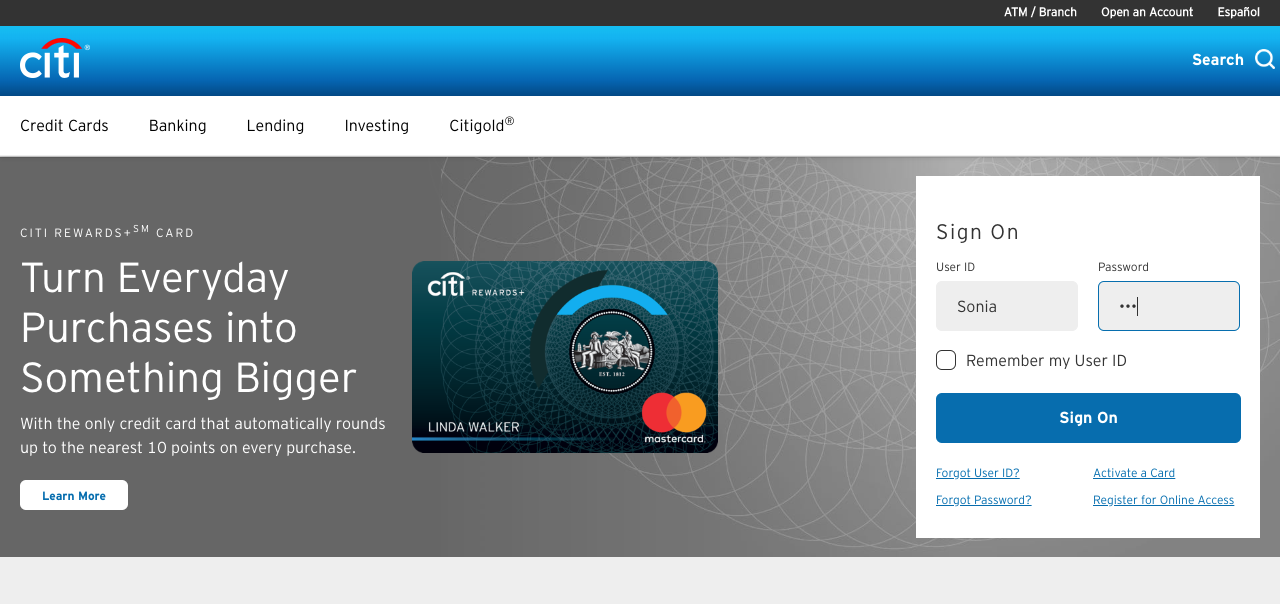 ATM / Branch
Open an Account
Español
citi®
Search
Credit Cards
Banking
Lending
Investing
Citigold®
CITI REWARDS+SM CARD
Turn Everyday
Purchases into
Something Bigger
With the only credit card that automatically rounds
up to the nearest 10 points on every purchase.
Learn More
citi® REWARDS+
EST. 1812
LINDA WALKER
mastercard
Sign On
User ID
Password
Sonia
•••
Remember my User ID
Sign On
Forgot User ID?
Activate a Card
Forgot Password?
Register for Online Access